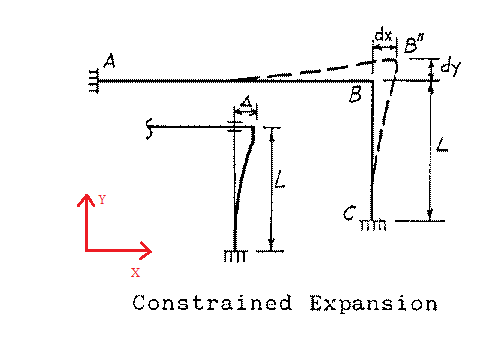 dx
B"
A
dy
B
Δ
L
L
Y
C
X
Constrained Expansion